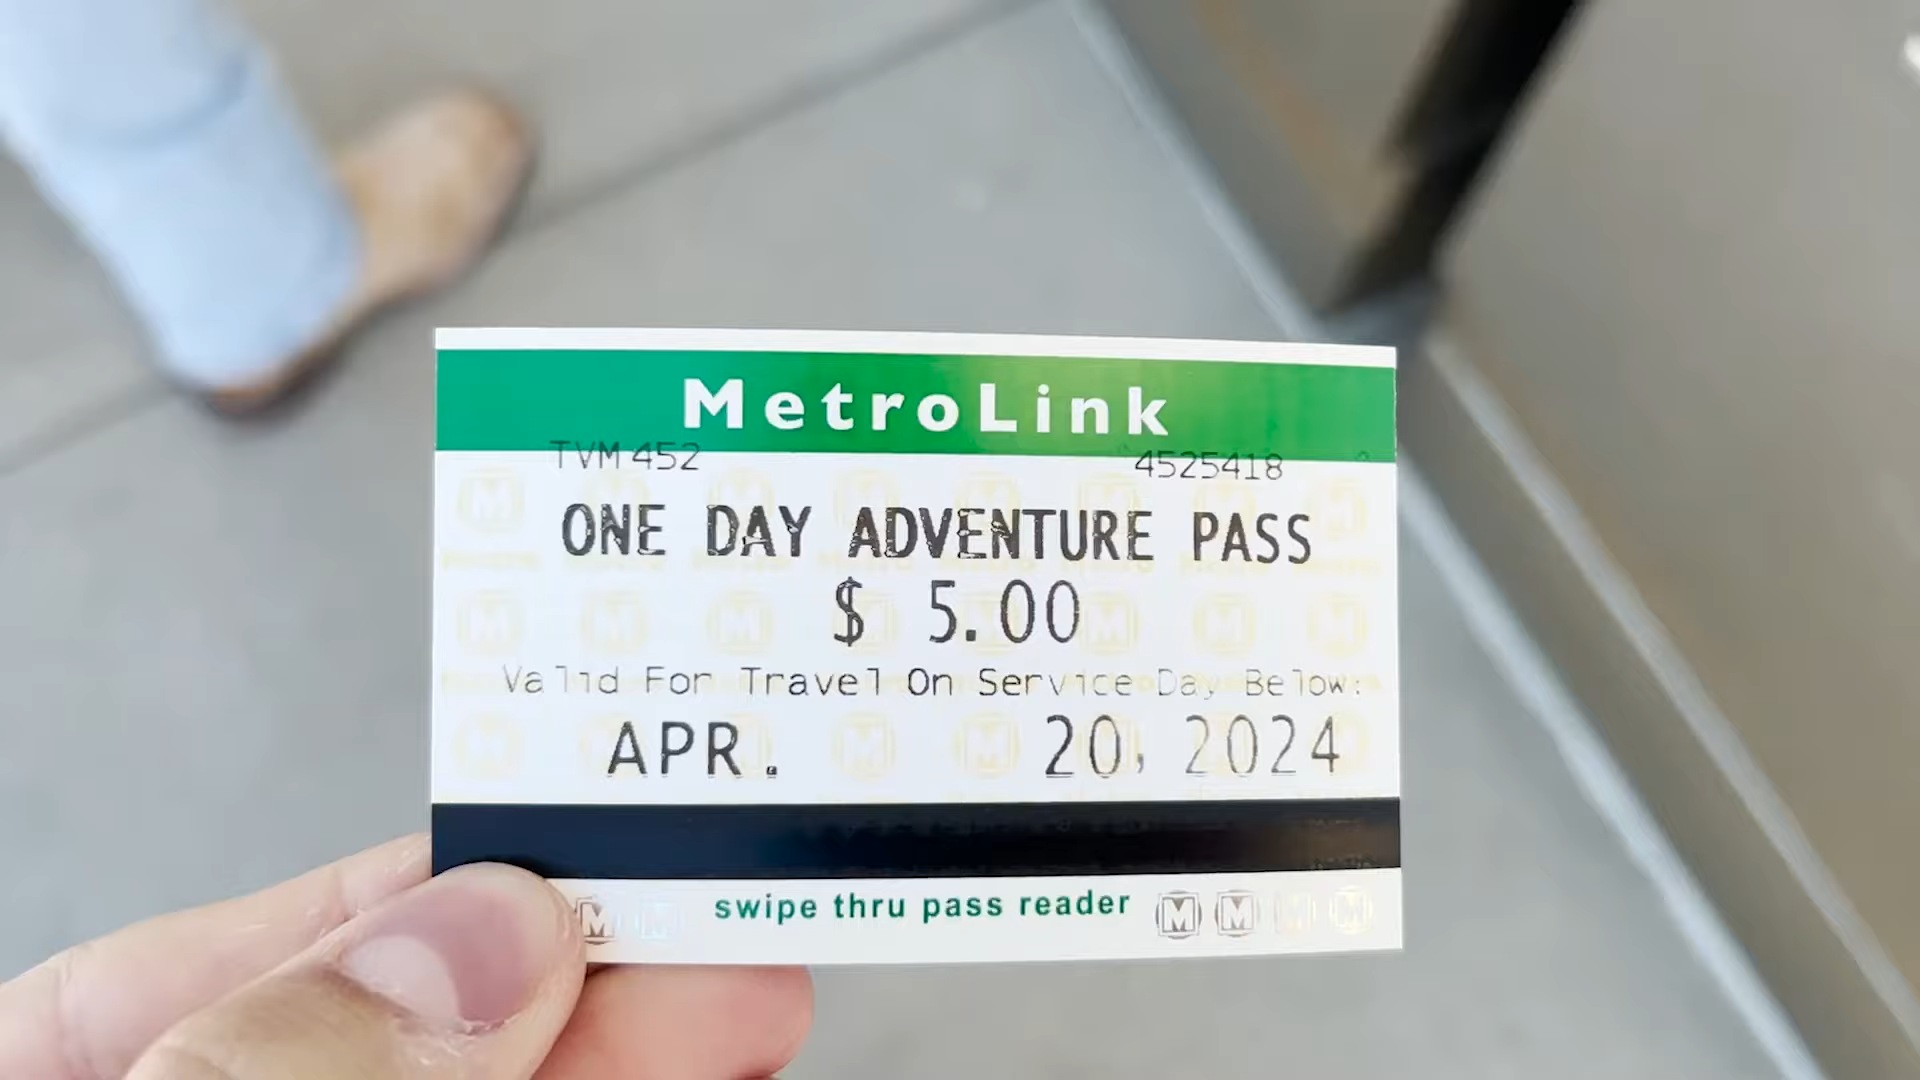 MetroLink
TVM 452 4525418
ONE DAY ADVENTURE PASS
$ 5.00
Valid For Travel On Service Day Below:
APR. 20, 2024
swipe thru pass reader